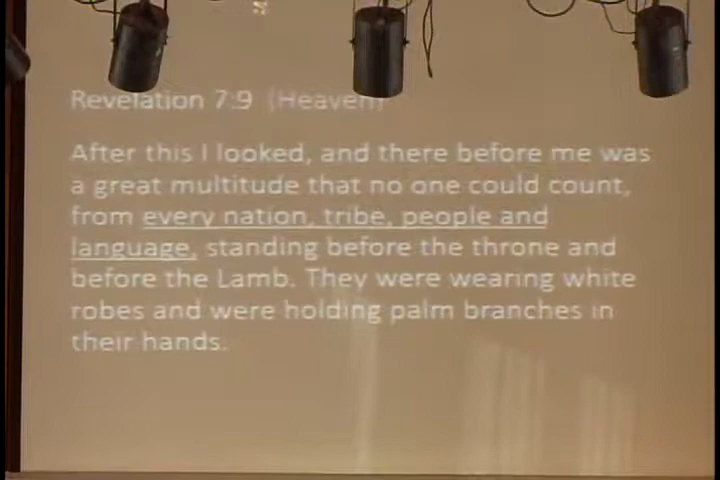 Revelation 7:9 (Heaven)
After this I looked, and there before me was
a great multitude that no one could count,
from every nation, tribe, people and
language, standing before the throne and
before the Lamb. They were wearing white
robes and were holding palm branches in
their hands.